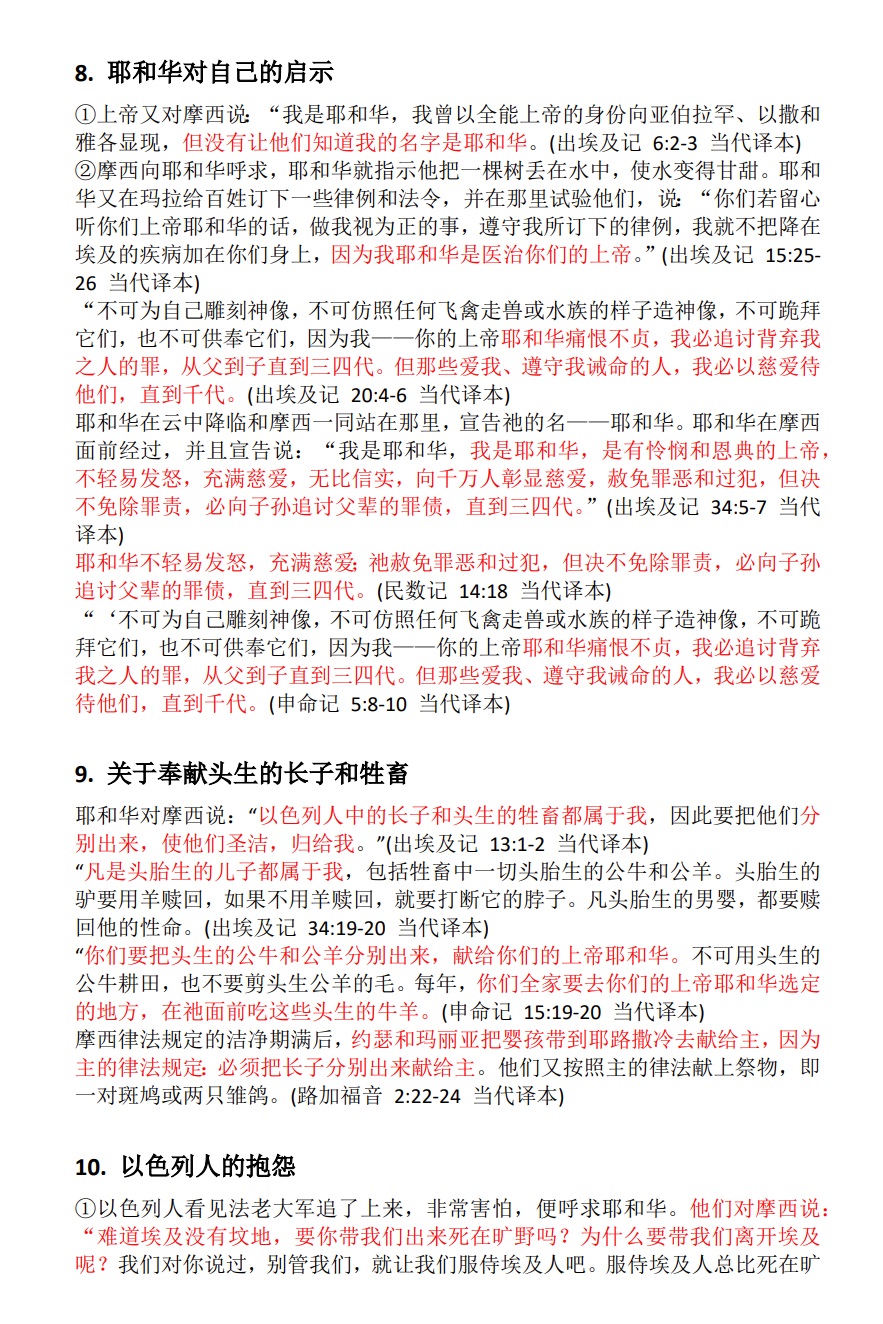 8. 耶和华对自己的启示
①上帝又对摩西说：“我是耶和华，我曾以全能上帝的身份向亚伯拉罕、以撒和
雅各显现，但没有让他们知道我的名字是耶和华。(出埃及记 6:2-3 当代译本)
②摩西向耶和华呼求，耶和华就指示他把一棵树丢在水中，使水变得甘甜。耶和
华又在玛拉给百姓订下一些律例和法令，并在那里试验他们，说：“你们若留心
听你们上帝耶和华的话，做我视为正的事，遵守我所订下的律例，我就不把降在
埃及的疾病加在你们身上，因为我耶和华是医治你们的上帝。”(出埃及记 15:25-
26 当代译本)
“不可为自己雕刻神像，不可仿照任何飞禽走兽或水族的样子造神像，不可跪拜
它们，也不可供奉它们，因为我——你的上帝耶和华痛恨不贞，我必追讨背弃我
之人的罪，从父到子直到三四代。但那些爱我、遵守我诫命的人，我必以慈爱待
他们，直到千代。(出埃及记 20:4-6 当代译本)
耶和华在云中降临和摩西一同站在那里，宣告祂的名——耶和华。耶和华在摩西
面前经过，并且宣告说：“我是耶和华，我是耶和华，是有怜悯和恩典的上帝，
不轻易发怒，充满慈爱，无比信实，向千万人彰显慈爱，赦免罪恶和过犯，但决
不免除罪责，必向子孙追讨父辈的罪债，直到三四代。”(出埃及记 34:5-7 当代
译本)
耶和华不轻易发怒，充满慈爱；祂赦免罪恶和过犯，但决不免除罪责，必向子孙
追讨父辈的罪债，直到三四代。(民数记 14:18 当代译本)
“‘不可为自己雕刻神像，不可仿照任何飞禽走兽或水族的样子造神像，不可跪
拜它们，也不可供奉它们，因为我——你的上帝耶和华痛恨不贞，我必追讨背弃
我之人的罪，从父到子直到三四代。但那些爱我、遵守我诫命的人，我必以慈爱
待他们，直到千代。(申命记 5:8-10 当代译本)
9. 关于奉献头生的长子和牲畜
耶和华对摩西说：“以色列人中的长子和头生的牲畜都属于我，因此要把他们分
别出来，使他们圣洁，归给我。”(出埃及记 13:1-2 当代译本)
“凡是头胎生的儿子都属于我，包括牲畜中一切头胎生的公牛和公羊。头胎生的
驴要用羊赎回，如果不用羊赎回，就要打断它的脖子。凡头胎生的男婴，都要赎
回他的性命。(出埃及记 34:19-20 当代译本)
“你们要把头生的公牛和公羊分别出来，献给你们的上帝耶和华。不可用头生的
公牛耕田，也不要剪头生公羊的毛。每年，你们全家要去你们的上帝耶和华选定
的地方，在祂面前吃这些头生的牛羊。(申命记 15:19-20 当代译本)
摩西律法规定的洁净期满后，约瑟和玛丽亚把婴孩带到耶路撒冷去献给主，因为
主的律法规定：必须把长子分别出来献给主。他们又按照主的律法献上祭物，即
一对斑鸠或两只雏鸽。(路加福音 2:22-24 当代译本)
10. 以色列人的抱怨
①以色列人看见法老大军追了上来，非常害怕，便呼求耶和华。他们对摩西说：
“难道埃及没有坟地，要你带我们出来死在旷野吗？为什么要带我们离开埃及
呢？我们对你说过，别管我们，就让我们服侍埃及人吧。服侍埃及人总比死在旷